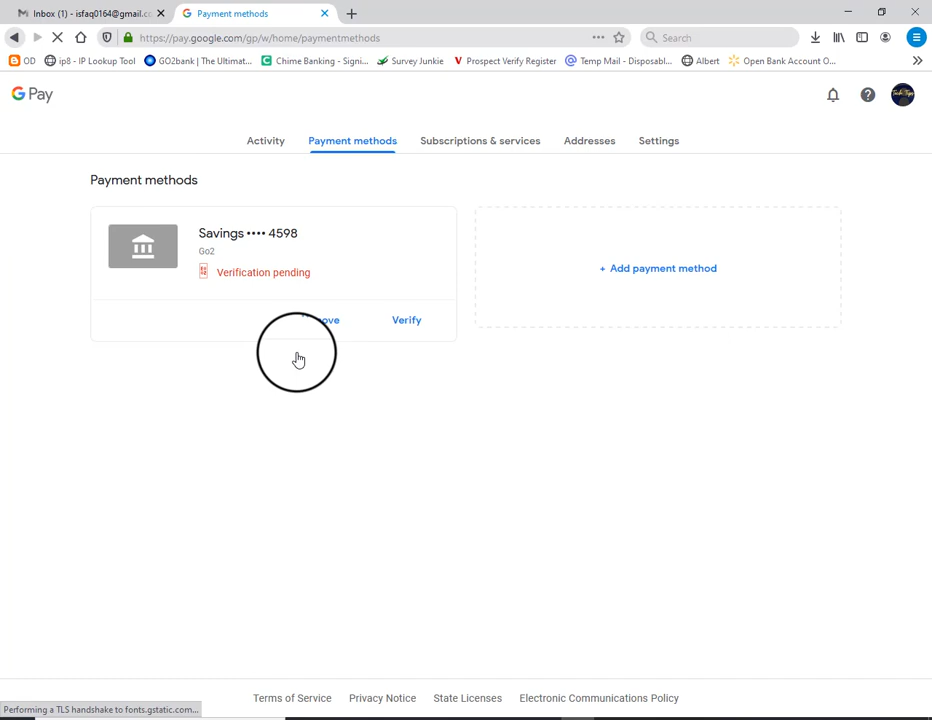 Inbox (1) - isfaq0164@gmail.co
Payment methods
https://pay.google.com/gp/w/home/paymentmethods
Search
OD
ip8 - IP Lookup Tool
GO2bank | The Ultimat...
Chime Banking - Signi...
Survey Junkie
Prospect Verify Register
Temp Mail - Disposabl...
Albert
Open Bank Account O...
G Pay
Activity
Payment methods
Subscriptions & services
Addresses
Settings
Payment methods
Savings •••• 4598
Go2
Verification pending
+ Add payment method
Verify
Terms of Service
Privacy Notice
State Licenses
Electronic Communications Policy
Performing a TLS handshake to fonts.gstatic.com...